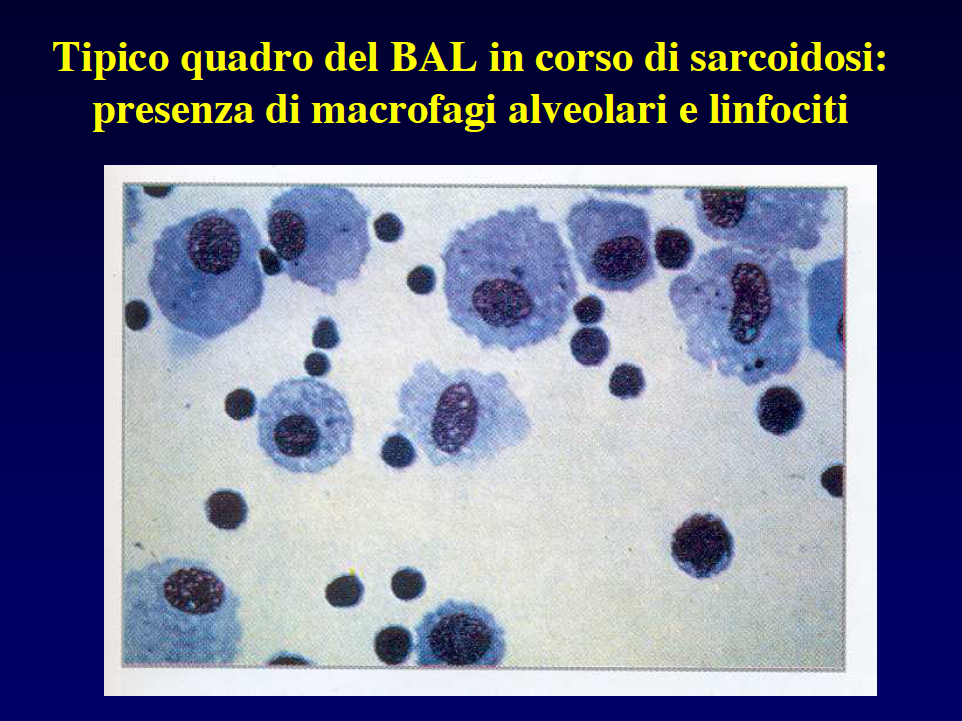 Tipico quadro del BAL in corso di sarcoidosi:
presenza di macrofagi alveolari e linfociti